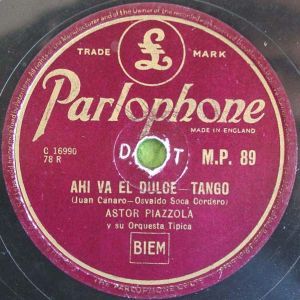 TRADE MARK
£
Parlophone
MADE IN ENGLAND
C 16990
78 R
M.P. 89
AHI VA EL DULCE - TANGO
(Juan Canaro - Osvaldo Soca Cordero)
ASTOR PIAZZOLA
y su Orquesta Tipica
BIEM